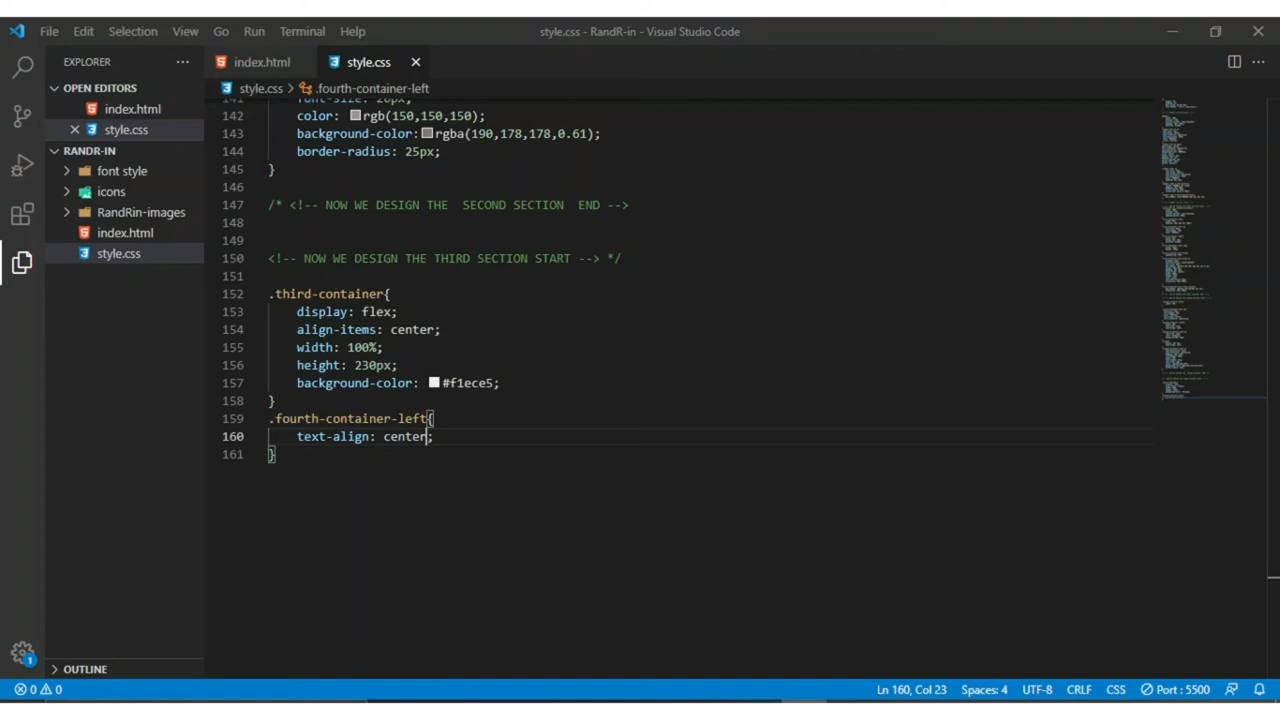 File Edit Selection View Go Run Terminal Help
style.css - RandR-in - Visual Studio Code
EXPLORER
OPEN EDITORS
index.html
style.css
RANDR-IN
font style
icons
RandRin-images
index.html
style.css
OUTLINE
index.html style.css
style.css > .fourth-container-left
141 font-size: 20px;
142 color: rgb(150,150,150);
143 background-color:rgba(190,178,178,0.61);
144 border-radius: 25px;
145 }
146
147 /* <!-- NOW WE DESIGN THE  SECOND SECTION  END -->
148
149
150 <!-- NOW WE DESIGN THE THIRD SECTION START --> */
151
152 .third-container{
153 display: flex;
154 align-items: center;
155 width: 100%;
156 height: 230px;
157 background-color: #f1ece5;
158 }
159 .fourth-container-left{
160 text-align: center;
161 }
1
0 0
Ln 160, Col 23 Spaces: 4 UTF-8 CRLF CSS Port : 5500